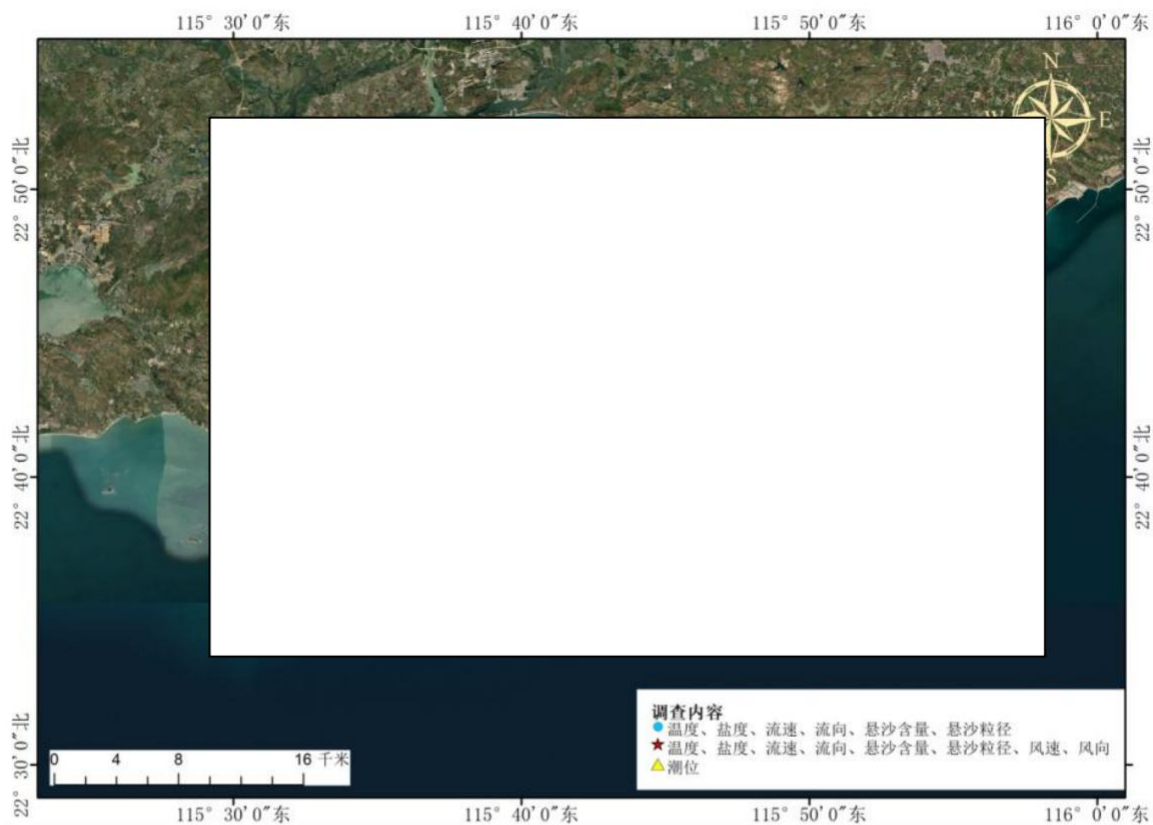 115° 30′0″东 115° 40′0″东 115° 50′0″东 116° 0′0″东
N
W E
S
22° 50′0″北 22° 50′0″北
22° 40′0″北 22° 40′0″北
22° 30′0″北 22° 30′0″北
调查内容
温度、盐度、流速、流向、悬沙含量、悬沙粒径
温度、盐度、流速、流向、悬沙含量、悬沙粒径、风速、风向
潮位
0 4 8 16 千米
115° 30′0″东 115° 40′0″东 115° 50′0″东 116° 0′0″东